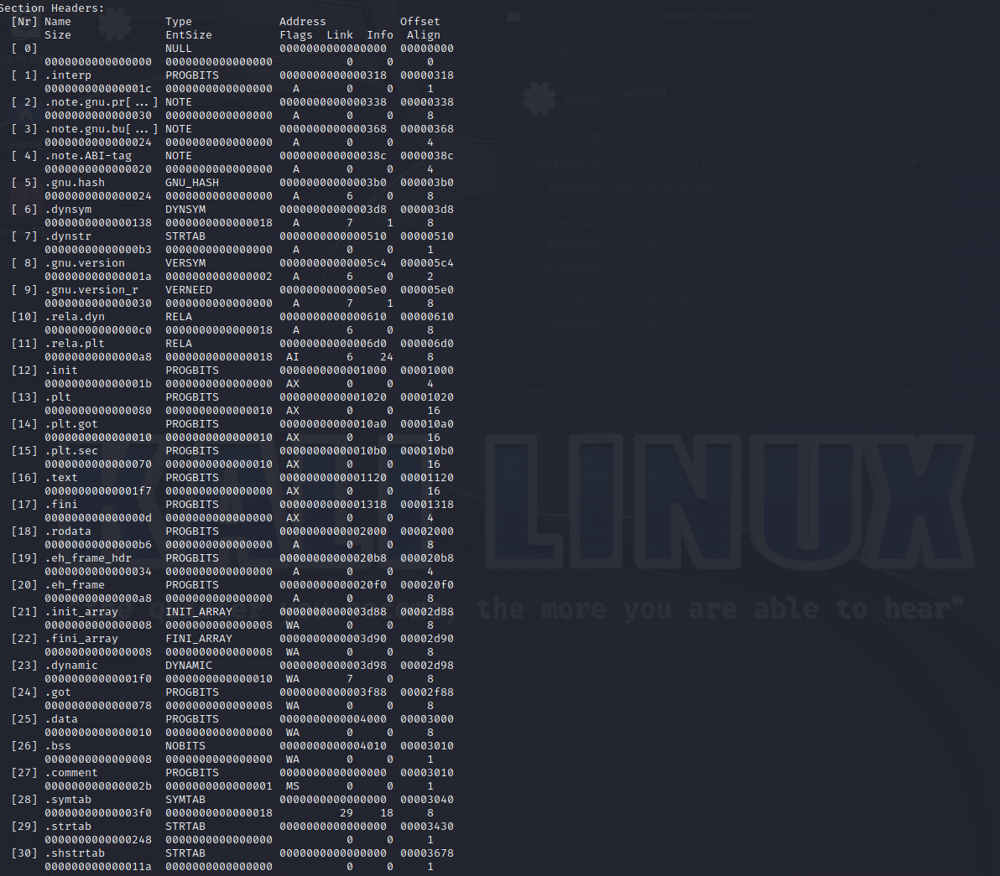 Section Headers:
[Nr] Name Type Address Offset
Size EntSize Flags Link Info Align
[ 0] NULL 0000000000000000 00000000
0000000000000000 0000000000000000 0 0 0
[ 1] .interp PROGBITS 0000000000000318 00000318
000000000000001c 0000000000000000 A 0 0 1
[ 2] .note.gnu.pr[...] NOTE 0000000000000338 00000338
0000000000000030 0000000000000000 A 0 0 8
[ 3] .note.gnu.bu[...] NOTE 0000000000000368 00000368
0000000000000024 0000000000000000 A 0 0 4
[ 4] .note.ABI-tag NOTE 000000000000038c 0000038c
0000000000000020 0000000000000000 A 0 0 4
[ 5] .gnu.hash GNU_HASH 00000000000003b0 000003b0
0000000000000024 0000000000000000 A 6 0 8
[ 6] .dynsym DYNSYM 00000000000003d8 000003d8
0000000000000138 0000000000000018 A 7 1 8
[ 7] .dynstr STRTAB 0000000000000510 00000510
00000000000000b3 0000000000000000 A 0 0 1
[ 8] .gnu.version VERSYM 00000000000005c4 000005c4
000000000000001a 0000000000000002 A 6 0 2
[ 9] .gnu.version_r VERNEED 00000000000005e0 000005e0
0000000000000030 0000000000000000 A 7 1 8
[10] .rela.dyn RELA 0000000000000610 00000610
00000000000000c0 0000000000000018 A 6 0 8
[11] .rela.plt RELA 00000000000006d0 000006d0
00000000000000a8 0000000000000018 AI 6 24 8
[12] .init PROGBITS 0000000000001000 00001000
000000000000001b 0000000000000000 AX 0 0 4
[13] .plt PROGBITS 0000000000001020 00001020
0000000000000080 0000000000000010 AX 0 0 16
[14] .plt.got PROGBITS 00000000000010a0 000010a0
0000000000000010 0000000000000010 AX 0 0 16
[15] .plt.sec PROGBITS 00000000000010b0 000010b0
0000000000000070 0000000000000010 AX 0 0 16
[16] .text PROGBITS 0000000000001120 00001120
00000000000001f7 0000000000000000 AX 0 0 16
[17] .fini PROGBITS 0000000000001318 00001318
000000000000000d 0000000000000000 AX 0 0 4
[18] .rodata PROGBITS 0000000000002000 00002000
00000000000000b6 0000000000000000 A 0 0 8
[19] .eh_frame_hdr PROGBITS 00000000000020b8 000020b8
0000000000000034 0000000000000000 A 0 0 4
[20] .eh_frame PROGBITS 00000000000020f0 000020f0
00000000000000a8 0000000000000000 A 0 0 8
[21] .init_array INIT_ARRAY 0000000000003d88 00002d88
0000000000000008 0000000000000008 WA 0 0 8
[22] .fini_array FINI_ARRAY 0000000000003d90 00002d90
0000000000000008 0000000000000008 WA 0 0 8
[23] .dynamic DYNAMIC 0000000000003d98 00002d98
00000000000001f0 0000000000000010 WA 7 0 8
[24] .got PROGBITS 0000000000003f88 00002f88
0000000000000078 0000000000000008 WA 0 0 8
[25] .data PROGBITS 0000000000004000 00003000
0000000000000010 0000000000000000 WA 0 0 8
[26] .bss NOBITS 0000000000004010 00003010
0000000000000008 0000000000000000 WA 0 0 1
[27] .comment PROGBITS 0000000000000000 00003010
000000000000002b 0000000000000001 MS 0 0 1
[28] .symtab SYMTAB 0000000000000000 00003040
00000000000003f0 0000000000000018 29 18 8
[29] .strtab STRTAB 0000000000000000 00003430
0000000000000248 0000000000000000 0 0 1
[30] .shstrtab STRTAB 0000000000000000 00003678
000000000000011a 0000000000000000 0 0 1
General
sample1
Name
Open With
Location
Created
Modified
Accessed
Size
Capacity
Help Close
KALI LINUX
the more you are able to hear"